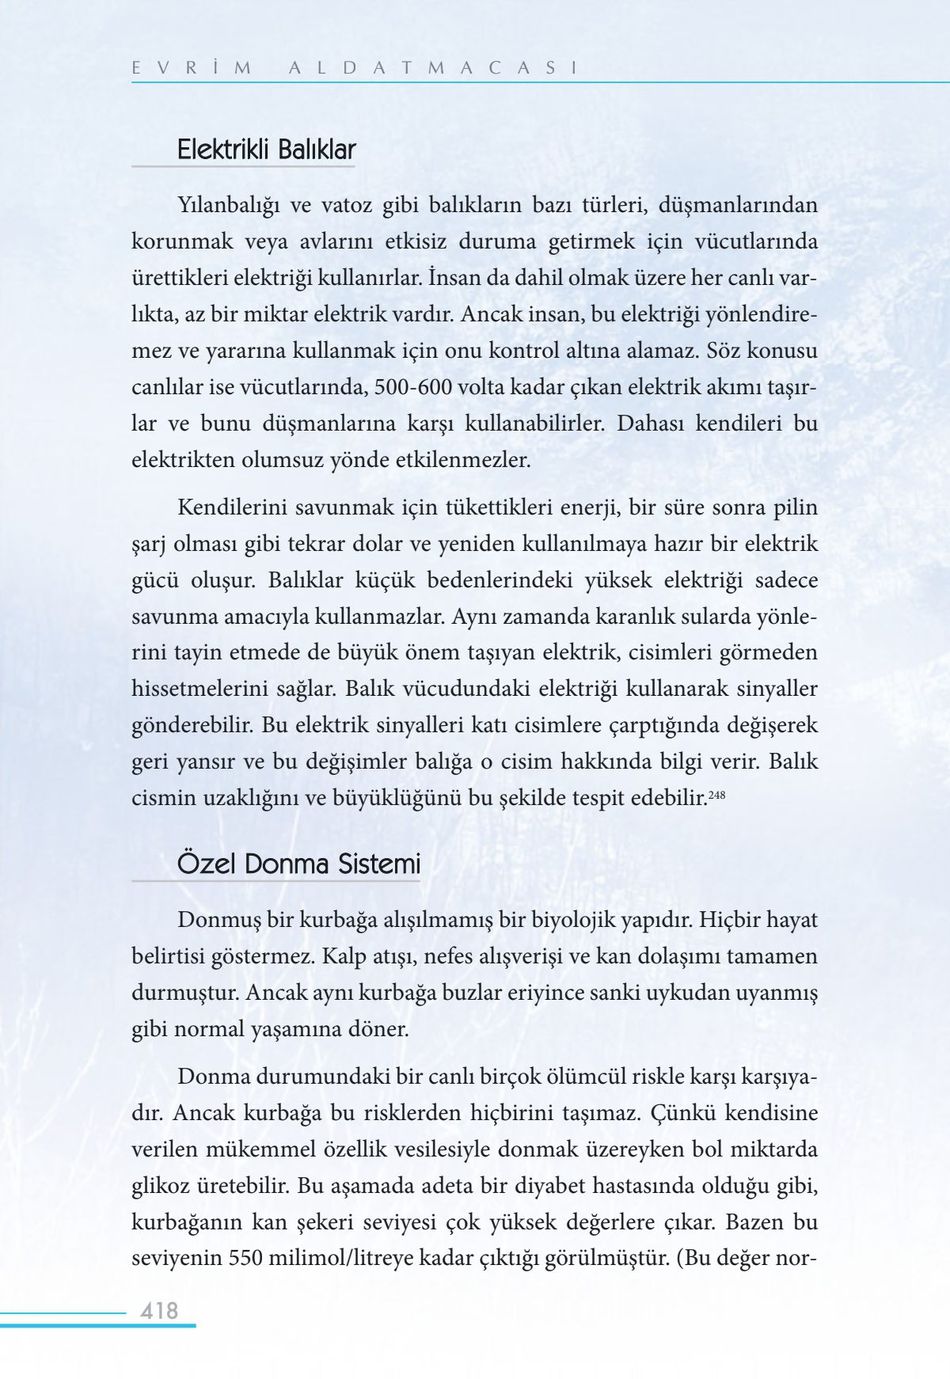 EVRİM ALDATMACASI
Elektrikli Balıklar
Yılanbalığı ve vatoz gibi balıkların bazı türleri, düşmanlarından
korunmak veya avlarını etkisiz duruma getirmek için vücutlarında
ürettikleri elektriği kullanırlar. İnsan da dahil olmak üzere her canlı var-
lıkta, az bir miktar elektrik vardır. Ancak insan, bu elektriği yönlendire-
mez ve yararına kullanmak için onu kontrol altına alamaz. Söz konusu
canlılar ise vücutlarında, 500-600 volta kadar çıkan elektrik akımı taşır-
lar ve bunu düşmanlarına karşı kullanabilirler. Dahası kendileri bu
elektrikten olumsuz yönde etkilenmezler.
Kendilerini savunmak için tükettikleri enerji, bir süre sonra pilin
şarj olması gibi tekrar dolar ve yeniden kullanılmaya hazır bir elektrik
gücü oluşur. Balıklar küçük bedenlerindeki yüksek elektriği sadece
savunma amacıyla kullanmazlar. Aynı zamanda karanlık sularda yönle-
rini tayin etmede de büyük önem taşıyan elektrik, cisimleri görmeden
hissetmelerini sağlar. Balık vücudundaki elektriği kullanarak sinyaller
gönderebilir. Bu elektrik sinyalleri katı cisimlere çarptığında değişerek
geri yansır ve bu değişimler balığa o cisim hakkında bilgi verir. Balık
cismin uzaklığını ve büyüklüğünü bu şekilde tespit edebilir.248
Özel Donma Sistemi
Donmuş bir kurbağa alışılmamış bir biyolojik yapıdır. Hiçbir hayat
belirtisi göstermez. Kalp atışı, nefes alışverişi ve kan dolaşımı tamamen
durmuştur. Ancak aynı kurbağa buzlar eriyince sanki uykudan uyanmış
gibi normal yaşamına döner.
Donma durumundaki bir canlı birçok ölümcül riskle karşı karşıya-
dır. Ancak kurbağa bu risklerden hiçbirini taşımaz. Çünkü kendisine
verilen mükemmel özellik vesilesiyle donmak üzereyken bol miktarda
glikoz üretebilir. Bu aşamada adeta bir diyabet hastasında olduğu gibi,
kurbağanın kan şekeri seviyesi çok yüksek değerlere çıkar. Bazen bu
seviyenin 550 milimol/litreye kadar çıktığı görülmüştür. (Bu değer nor-
418